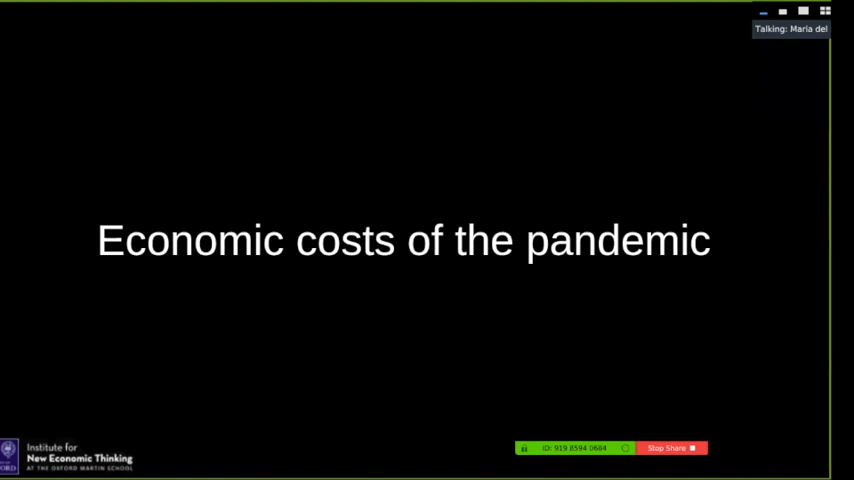 Talking: Maria del
Economic costs of the pandemic
Institute for
New Economic Thinking
AT THE OXFORD MARTIN SCHOOL
ORD
ID: 919 8594 0684
Stop Share